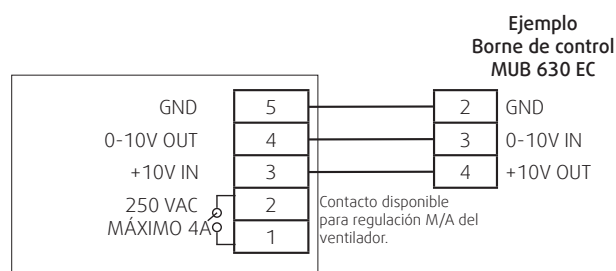 Ejemplo
Borne de control
MUB 630 EC
GND 5 2 GND
0-10V OUT 4 3 0-10V IN
+10V IN 3 4 +10V OUT
250 VAC 2 Contacto disponible
MÁXIMO 4A 1 para regulación M/A del
ventilador.